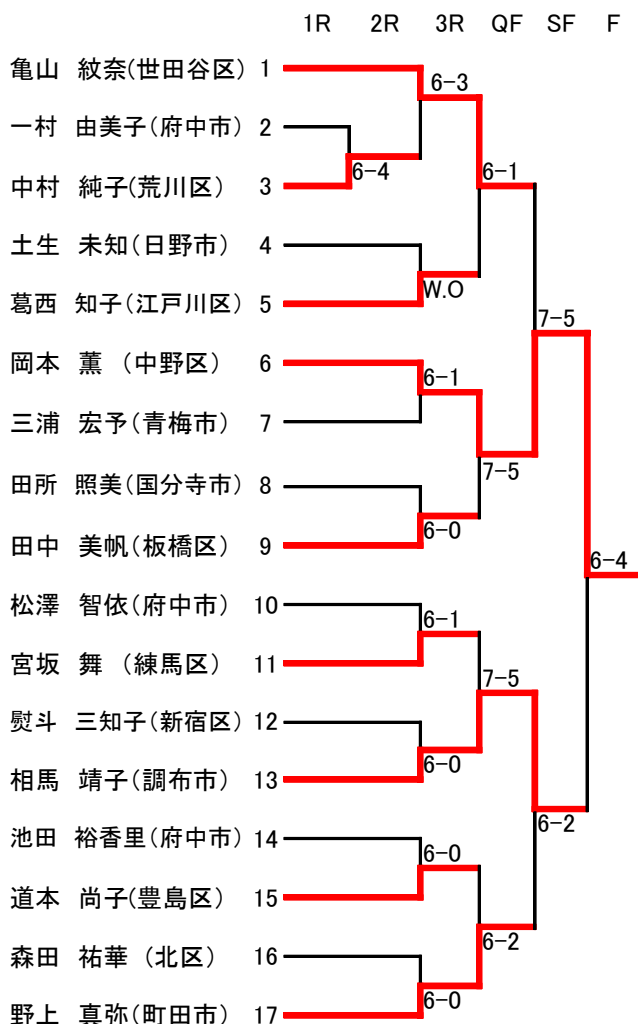 1R 2R 3R QF SF F
亀山 紋奈(世田谷区) 1
6-3
一村 由美子(府中市) 2
6-4
6-1
中村 純子(荒川区) 3
土生 未知(日野市) 4
W.O
葛西 知子(江戸川区) 5
7-5
岡本 薫 (中野区) 6
6-1
三浦 宏予(青梅市) 7
7-5
田所 照美(国分寺市) 8
6-0
田中 美帆(板橋区) 9
6-4
松澤 智依(府中市) 10
6-1
宮坂 舞 (練馬区) 11
7-5
熨斗 三知子(新宿区) 12
6-0
相馬 靖子(調布市) 13
6-2
池田 裕香里(府中市) 14
6-0
道本 尚子(豊島区) 15
6-2
森田 祐華 (北区) 16
6-0
野上 真弥(町田市) 17